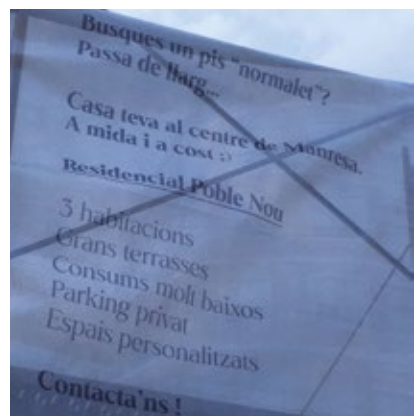 Busques un pis "normalet"?
Passa de llarg...
Casa teva al centre de Manresa.
A mida i a cost :)
Residencial Poble Nou
3 habitacions
Grans terrasses
Consums molt baixos
Parking privat
Espais personalitzats
Contacta'ns !